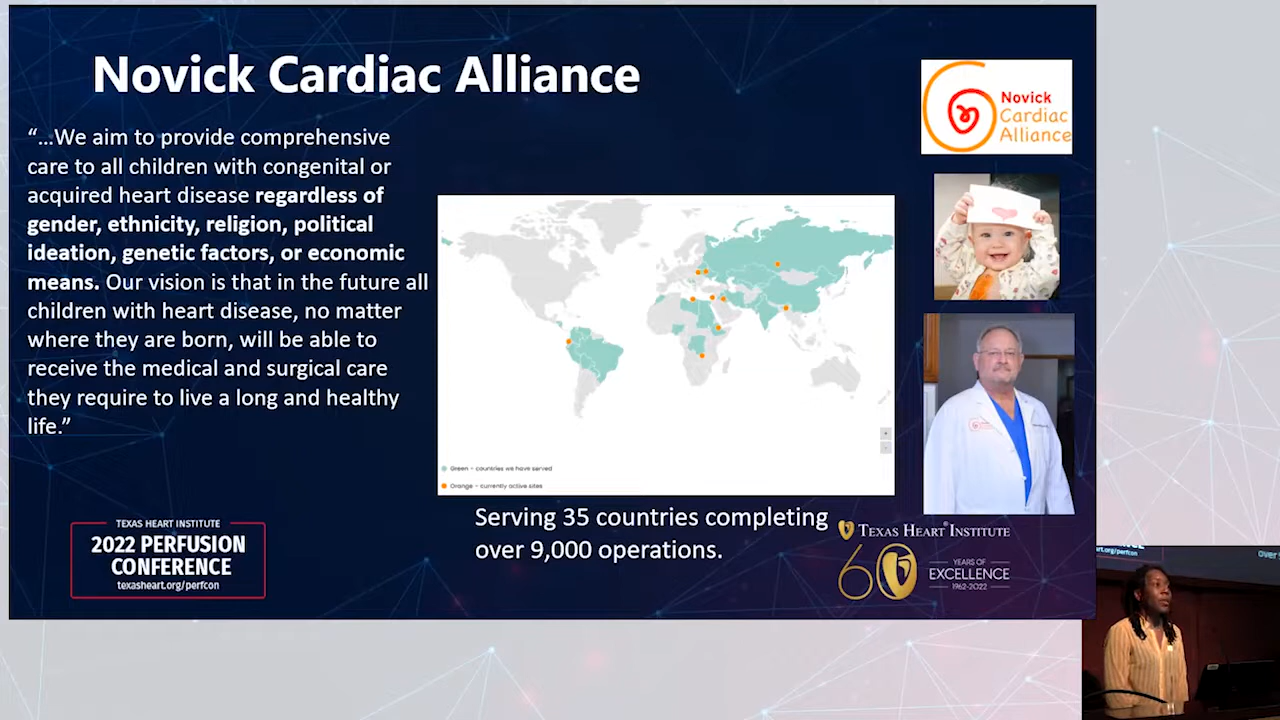 Novick Cardiac Alliance
“...We aim to provide comprehensive
care to all children with congenital or
acquired heart disease regardless of
gender, ethnicity, religion, political
ideation, genetic factors, or economic
means. Our vision is that in the future all
children with heart disease, no matter
where they are born, will be able to
receive the medical and surgical care
they require to live a long and healthy
life.”
Novick
Cardiac
Alliance
Green - countries we have served
Orange - currently active sites
Serving 35 countries completing
over 9,000 operations.
TEXAS HEART INSTITUTE
2022 PERFUSION
CONFERENCE
texasheart.org/perfcon
TEXAS HEART® INSTITUTE
60
YEARS OF
EXCELLENCE
1962-2022
art.org/perfcon
Over